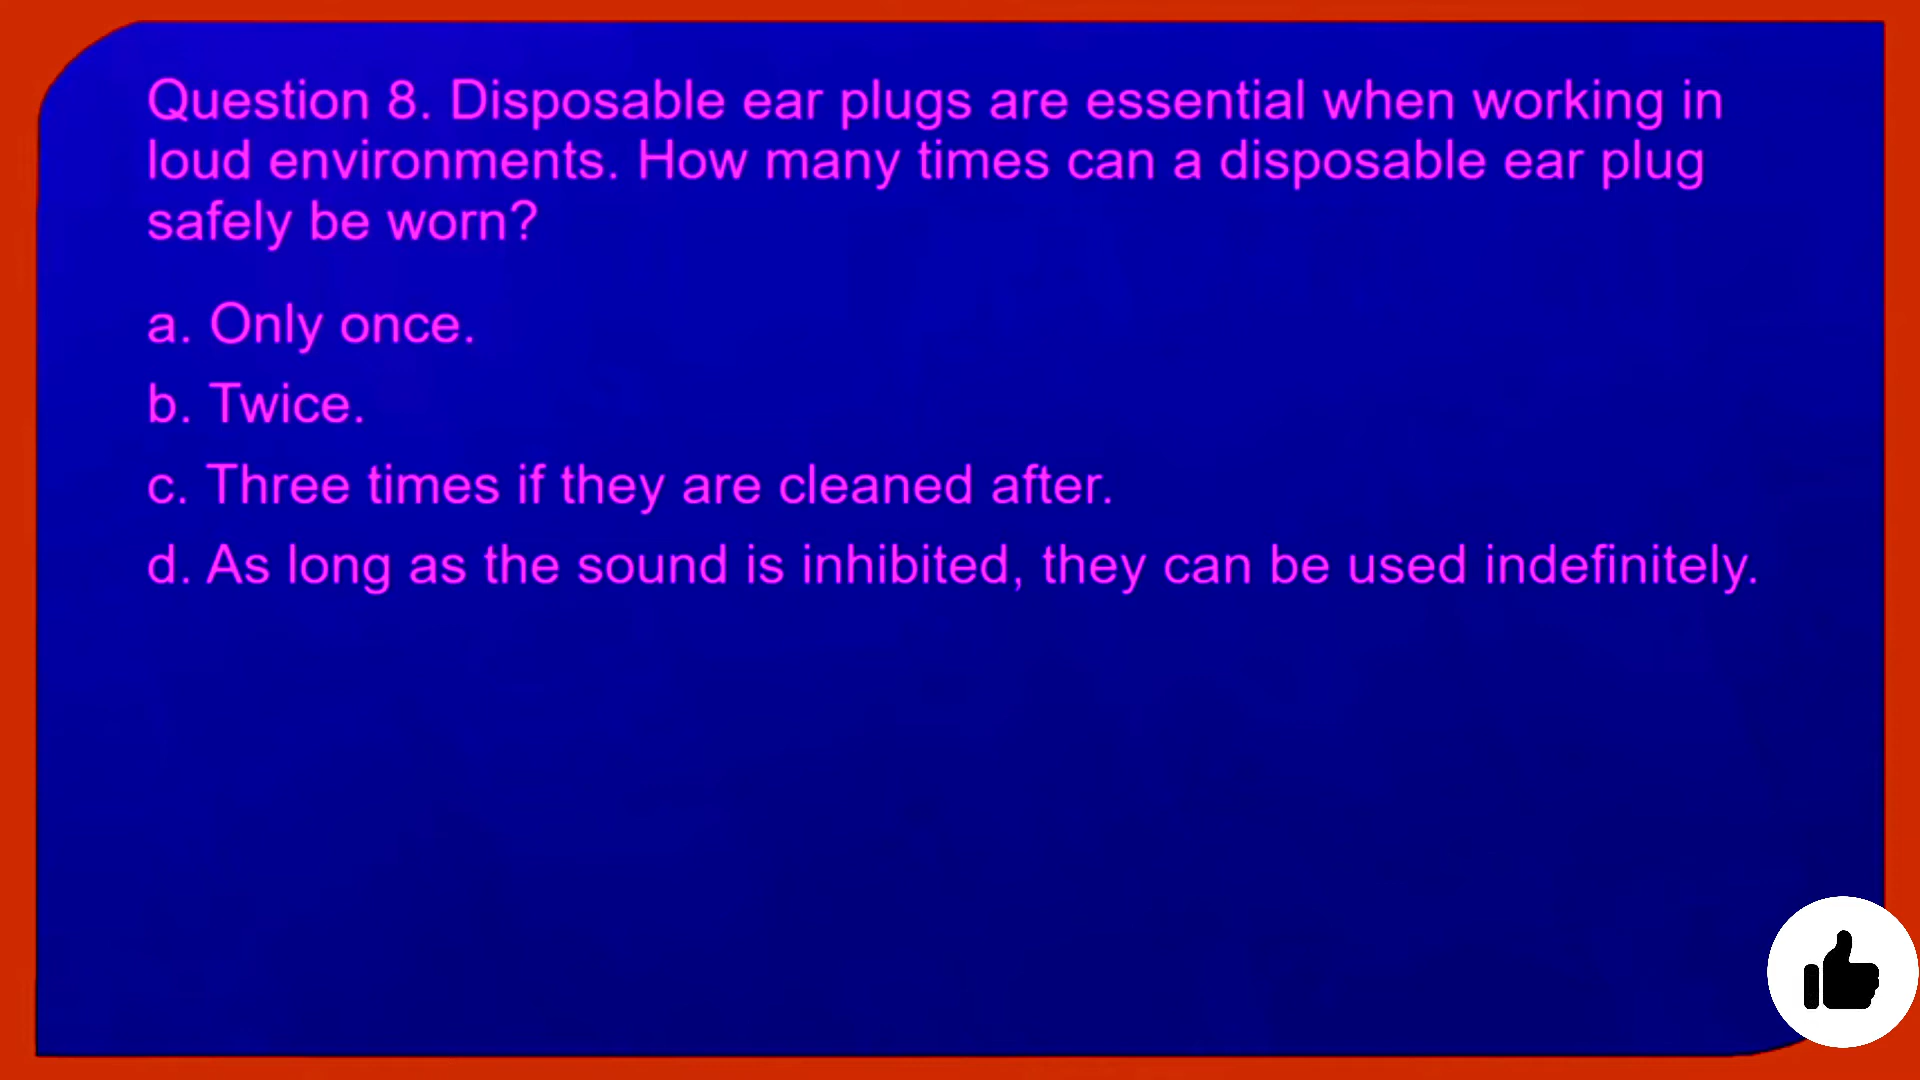 Question 8. Disposable ear plugs are essential when working in
loud environments. How many times can a disposable ear plug
safely be worn?
a. Only once.
b. Twice.
c. Three times if they are cleaned after.
d. As long as the sound is inhibited, they can be used indefinitely.